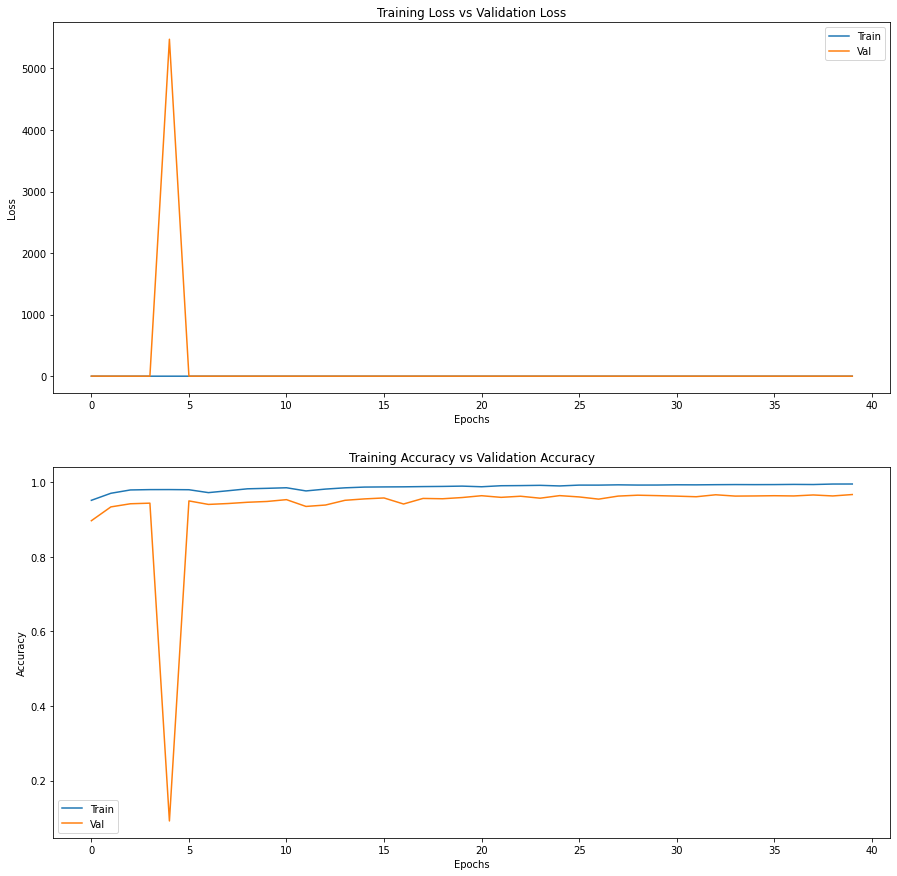 Training Loss vs Validation Loss
Train
Val
5000
4000
3000
2000
1000
0
Loss
0 5 10 15 20 25 30 35 40
Epochs
Training Accuracy vs Validation Accuracy
1.0
0.8
0.6
0.4
0.2
Accuracy
Train
Val
0 5 10 15 20 25 30 35 40
Epochs